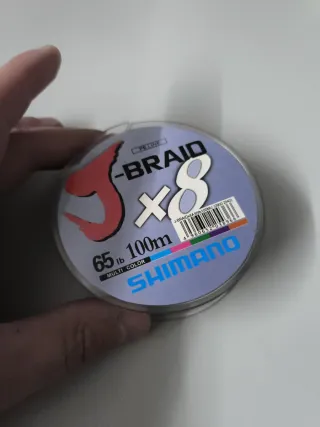 J-BRAID
x8
65 lb 100m
MULTI COLOR
SHIMANO